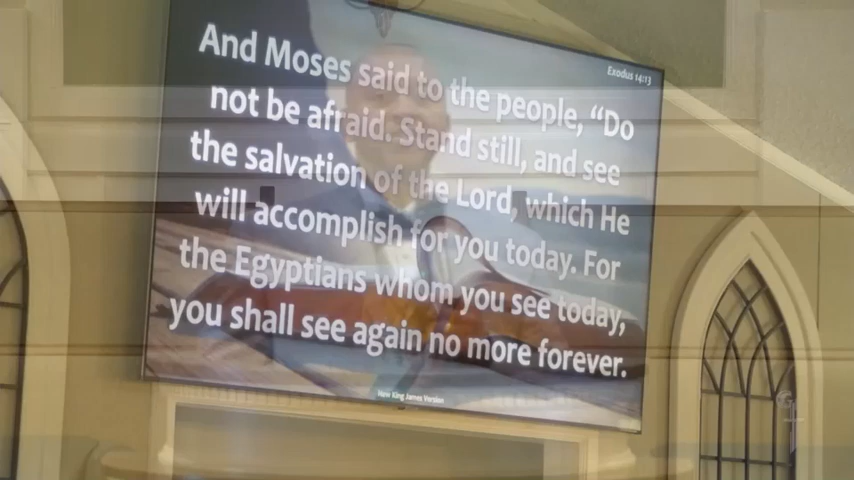 Exodus 14:13
And Moses said to the people, “Do
not be afraid. Stand still, and see
the salvation of the Lord, which He
will accomplish for you today. For
the Egyptians whom you see today,
you shall see again no more forever.
New King James Version